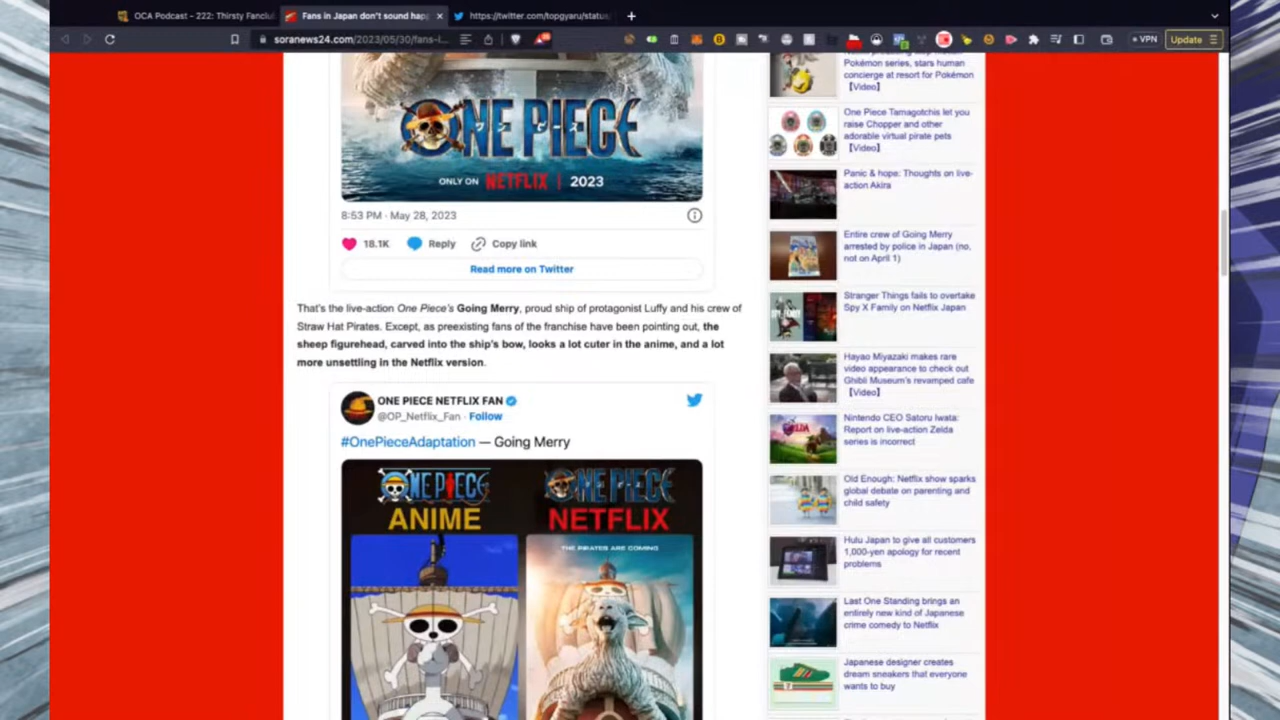 OCA Podcast - 222: Thirsty Fanclu
Fans in Japan don't sound hap
https://twitter.com/topgyaru/status
soranews24.com/2023/05/30/fans-i...
VPN
Update
ONE PIECE
ワンピース
ONLY ON NETFLIX | 2023
8:53 PM · May 28, 2023
18.1K
Reply
Copy link
Read more on Twitter
That's the live-action One Piece's Going Merry, proud ship of protagonist Luffy and his crew of
Straw Hat Pirates. Except, as preexisting fans of the franchise have been pointing out, the
sheep figurehead, carved into the ship's bow, looks a lot cuter in the anime, and a lot
more unsettling in the Netflix version.
ONE PIECE NETFLIX FAN
@OP_Netflix_Fan · Follow
#OnePieceAdaptation — Going Merry
ONE PIECE
ANIME
ONE PIECE
NETFLIX
THE PIRATES ARE COMING
Pokémon series, stars human
concierge at resort for Pokémon
【Video】
One Piece Tamagotchis let you
raise Chopper and other
adorable virtual pirate pets
【Video】
Panic & hope: Thoughts on live-
action Akira
Entire crew of Going Merry
arrested by police in Japan (no,
not on April 1)
Stranger Things fails to overtake
Spy X Family on Netflix Japan
Hayao Miyazaki makes rare
video appearance to check out
Ghibli Museum's revamped cafe
【Video】
Nintendo CEO Satoru Iwata:
Report on live-action Zelda
series is incorrect
Old Enough: Netflix show sparks
global debate on parenting and
child safety
Hulu Japan to give all customers
1,000-yen apology for recent
problems
Last One Standing brings an
entirely new kind of Japanese
crime comedy to Netflix
Japanese designer creates
dream sneakers that everyone
wants to buy